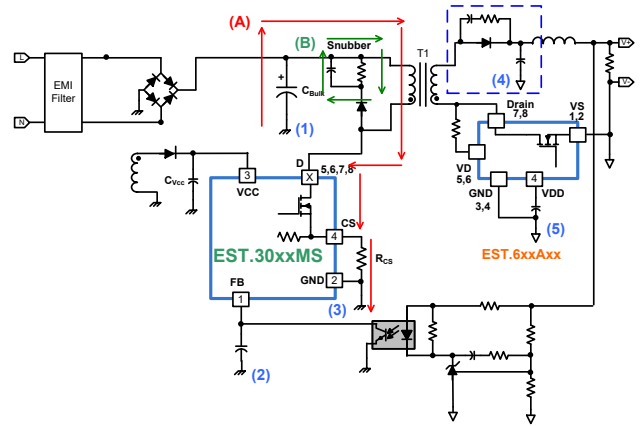 (A)
(B)
Snubber
T1
L
EMI
Filter
N
+
C_Bulk
(1)
(4)
V+
V-
Drain
7,8
VS
1,2
VD
5,6
GND
3,4
4
VDD
(5)
EST.6xxAxx
C_Vcc
3
VCC
D
X
5,6,7,8
CS
4
EST.30xxMS
R_CS
GND
2
(3)
FB
1
(2)